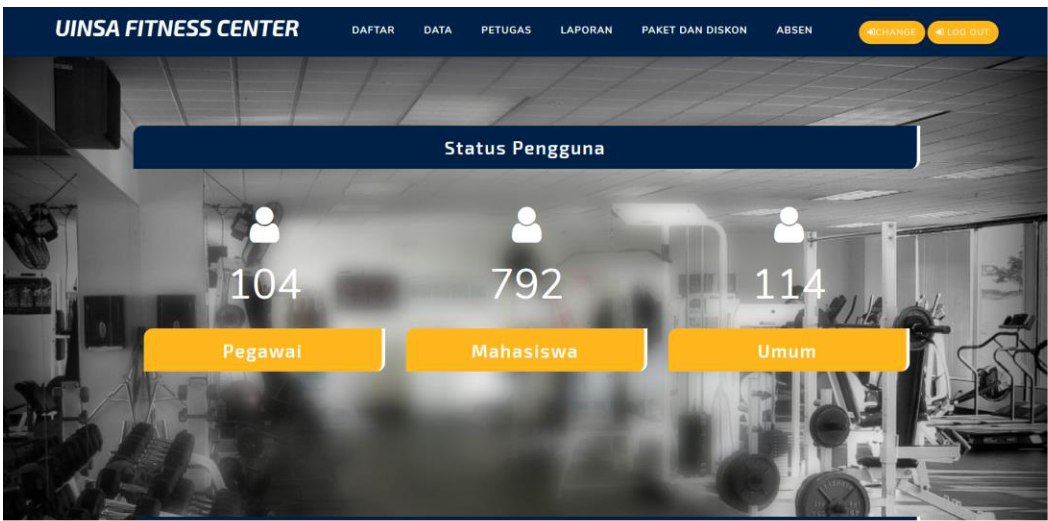 UINSA FITNESS CENTER
DAFTAR DATA PETUGAS LAPORAN PAKET DAN DISKON ABSEN CHANGE LOG OUT
Status Pengguna
104 792 114
Pegawai Mahasiswa Umum